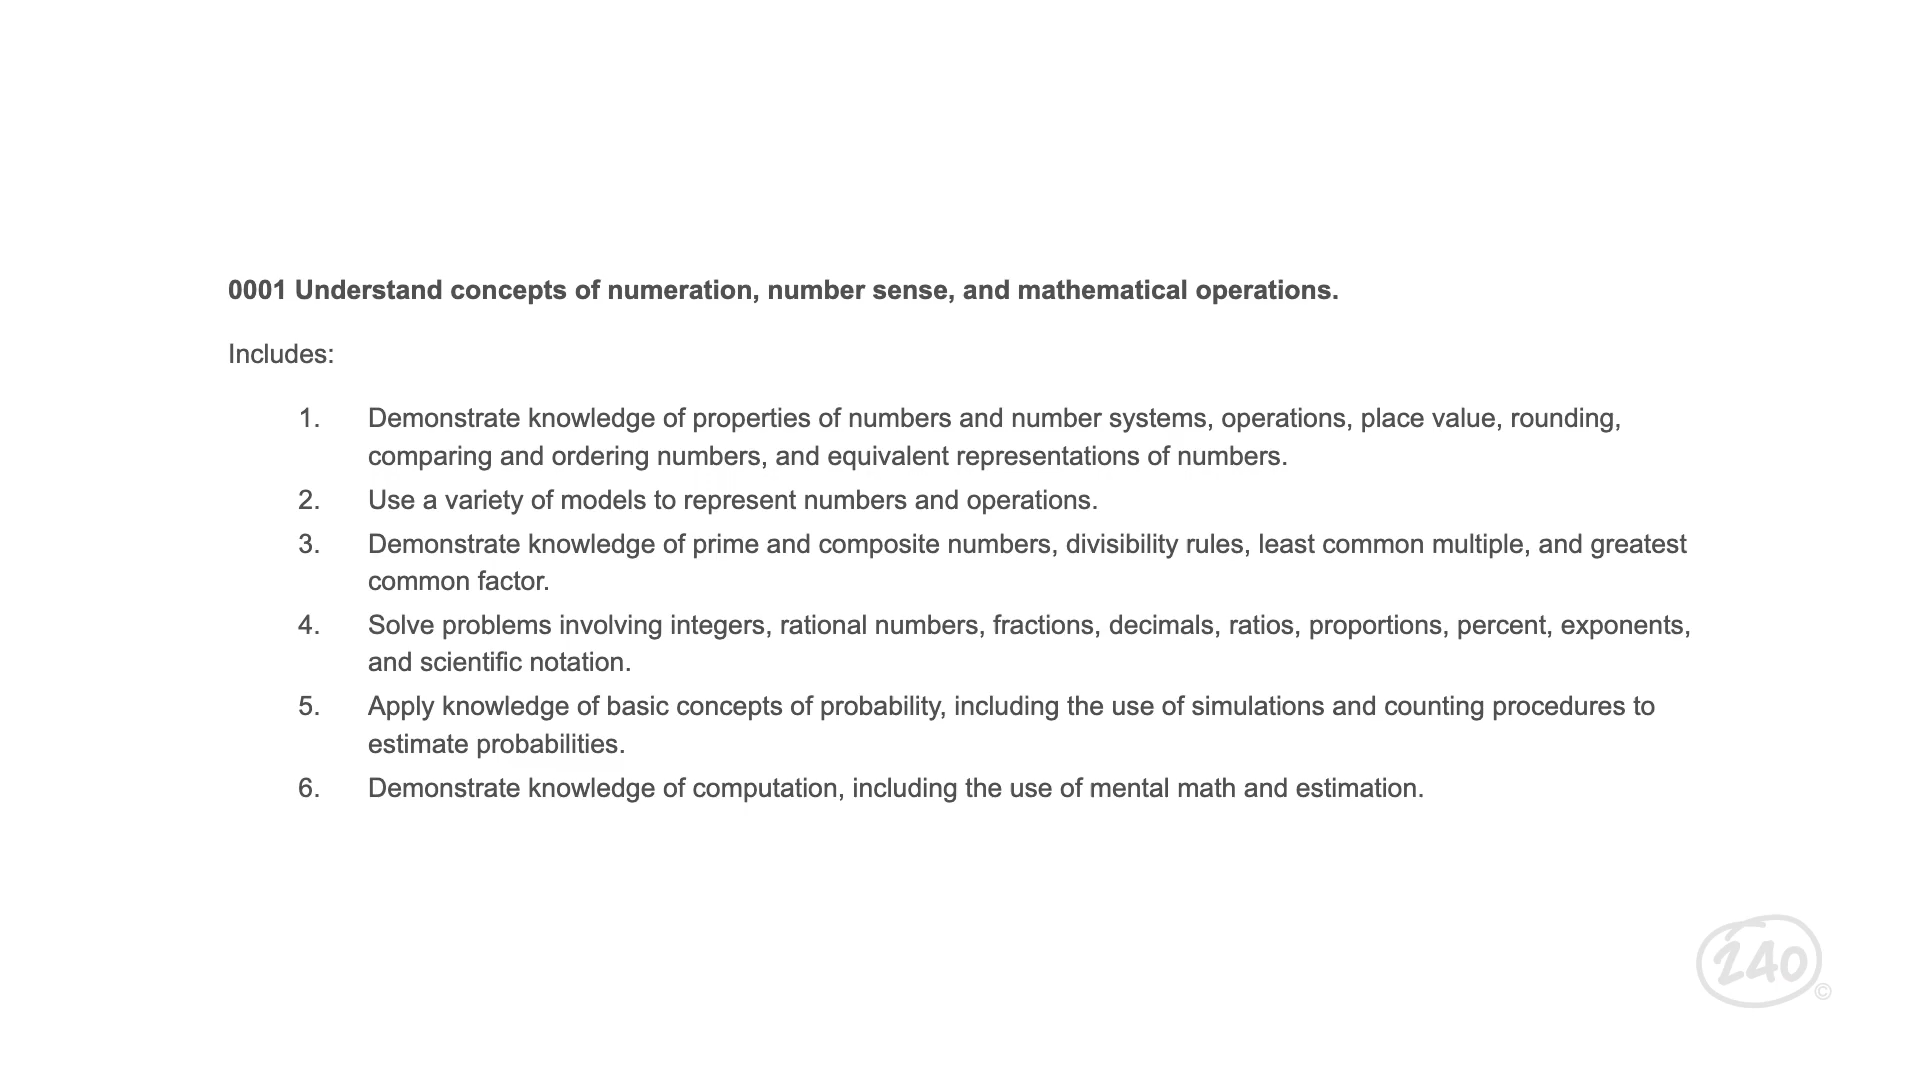 0001 Understand concepts of numeration, number sense, and mathematical operations.
Includes:
1. Demonstrate knowledge of properties of numbers and number systems, operations, place value, rounding,
comparing and ordering numbers, and equivalent representations of numbers.
2. Use a variety of models to represent numbers and operations.
3. Demonstrate knowledge of prime and composite numbers, divisibility rules, least common multiple, and greatest
common factor.
4. Solve problems involving integers, rational numbers, fractions, decimals, ratios, proportions, percent, exponents,
and scientific notation.
5. Apply knowledge of basic concepts of probability, including the use of simulations and counting procedures to
estimate probabilities.
6. Demonstrate knowledge of computation, including the use of mental math and estimation.
240 ©